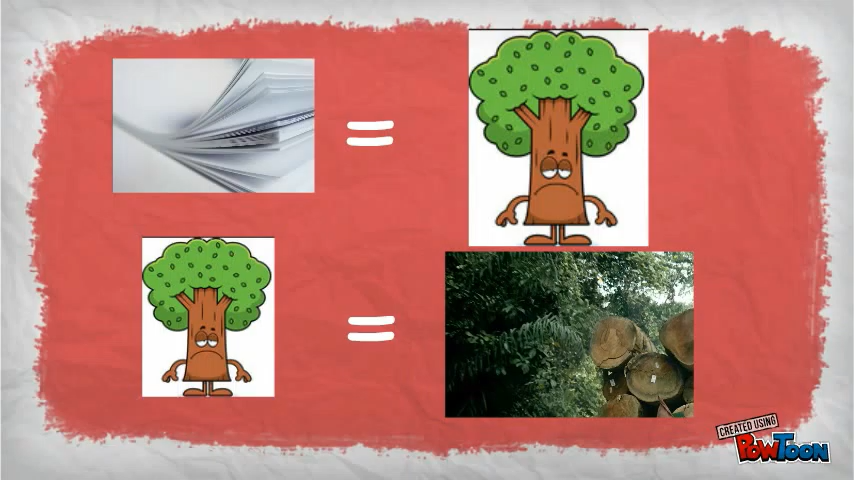 =
=
CREATED USING
POWTOON